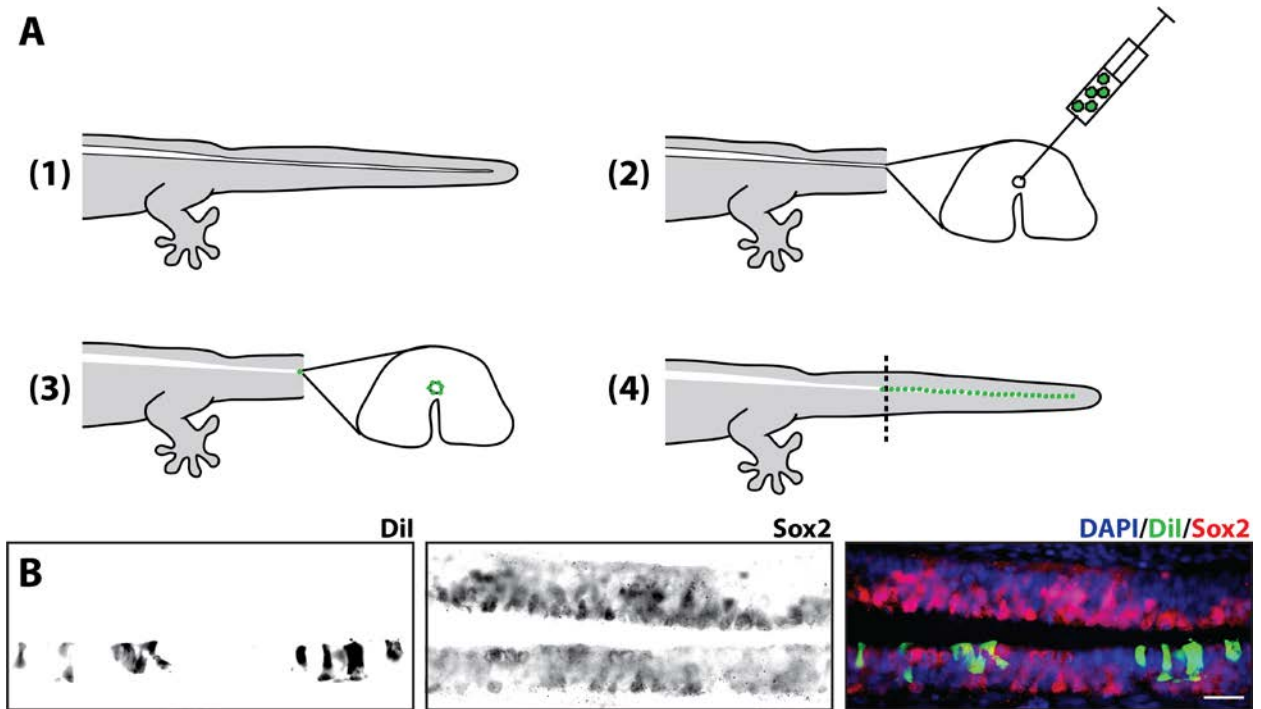 A
(1)
(2)
(3)
(4)
DiI
Sox2
DAPI/DiI/Sox2
B